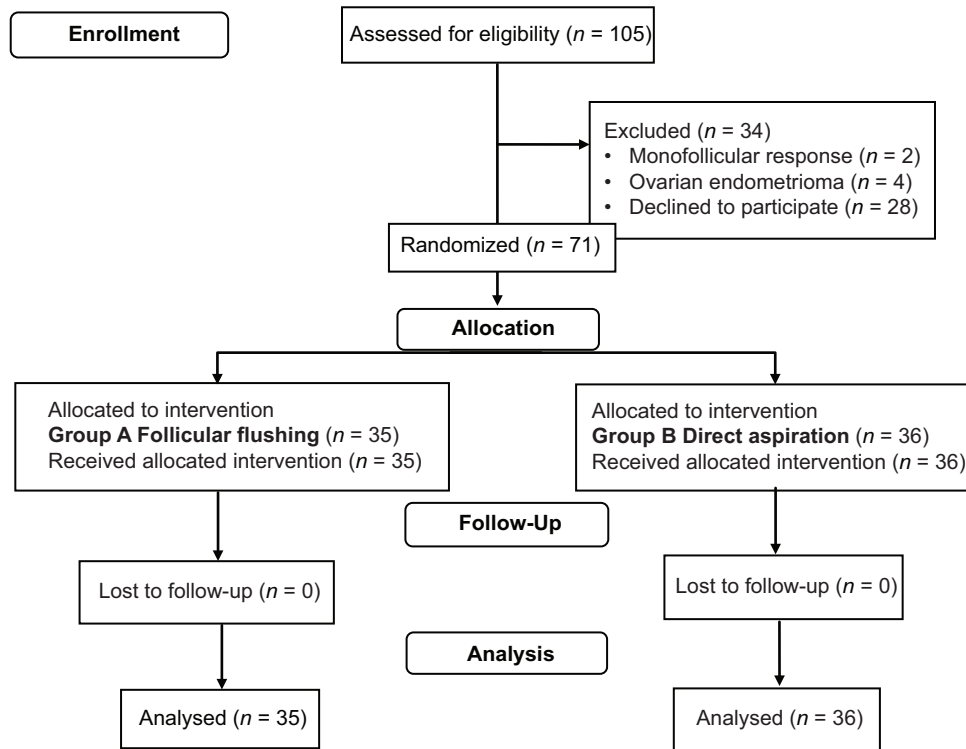 Enrollment
Assessed for eligibility (n = 105)
Excluded (n = 34)
• Monofollicular response (n = 2)
• Ovarian endometrioma (n = 4)
• Declined to participate (n = 28)
Randomized (n = 71)
Allocation
Allocated to intervention
Group A Follicular flushing (n = 35)
Received allocated intervention (n = 35)
Allocated to intervention
Group B Direct aspiration (n = 36)
Received allocated intervention (n = 36)
Follow-Up
Lost to follow-up (n = 0)
Lost to follow-up (n = 0)
Analysis
Analysed (n = 35)
Analysed (n = 36)